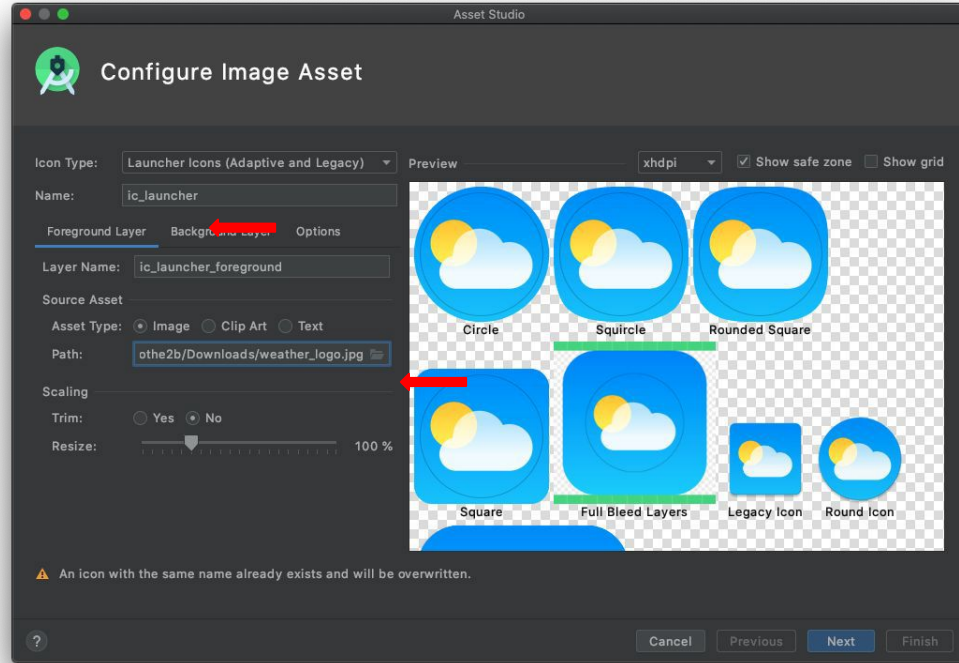 Asset Studio
Configure Image Asset
Icon Type: Launcher Icons (Adaptive and Legacy)
Name: ic_launcher
Foreground Layer Background Layer Options
Layer Name: ic_launcher_foreground
Source Asset
Asset Type: Image Clip Art Text
Path: othe2b/Downloads/weather_logo.jpg
Scaling
Trim: Yes No
Resize: 100 %
Preview xhdpi Show safe zone Show grid
Circle Squircle Rounded Square
Square Full Bleed Layers Legacy Icon Round Icon
An icon with the same name already exists and will be overwritten.
? Cancel Previous Next Finish